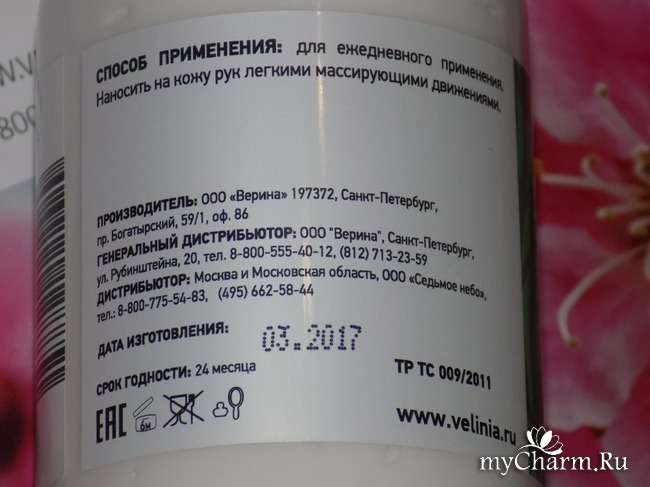 СПОСОБ ПРИМЕНЕНИЯ: для ежедневного применения.
Наносить на кожу рук легкими массирующими движениями.
ПРОИЗВОДИТЕЛЬ: ООО «Верина» 197372, Санкт-Петербург,
пр. Богатырский, 59/1, оф. 86
ГЕНЕРАЛЬНЫЙ ДИСТРИБЬЮТОР: ООО "Верина", Санкт-Петербург,
ул. Рубинштейна, 20, тел. 8-800-555-40-12, (812) 713-23-59
ДИСТРИБЬЮТОР: Москва и Московская область, ООО «Седьмое небо»,
тел.: 8-800-775-54-83, (495) 662-58-44
ДАТА ИЗГОТОВЛЕНИЯ: 03.2017
СРОК ГОДНОСТИ: 24 месяца
ТР ТС 009/2011
EAC 6м
www.velinia.ru
myCharm.Ru